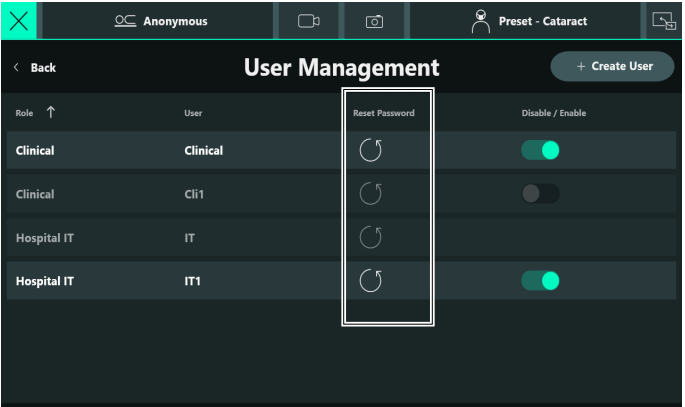 Anonymous
Preset - Cataract
Back
User Management
+ Create User
Role
User
Reset Password
Disable / Enable
Clinical
Clinical
Clinical
Cli1
Hospital IT
IT
Hospital IT
IT1